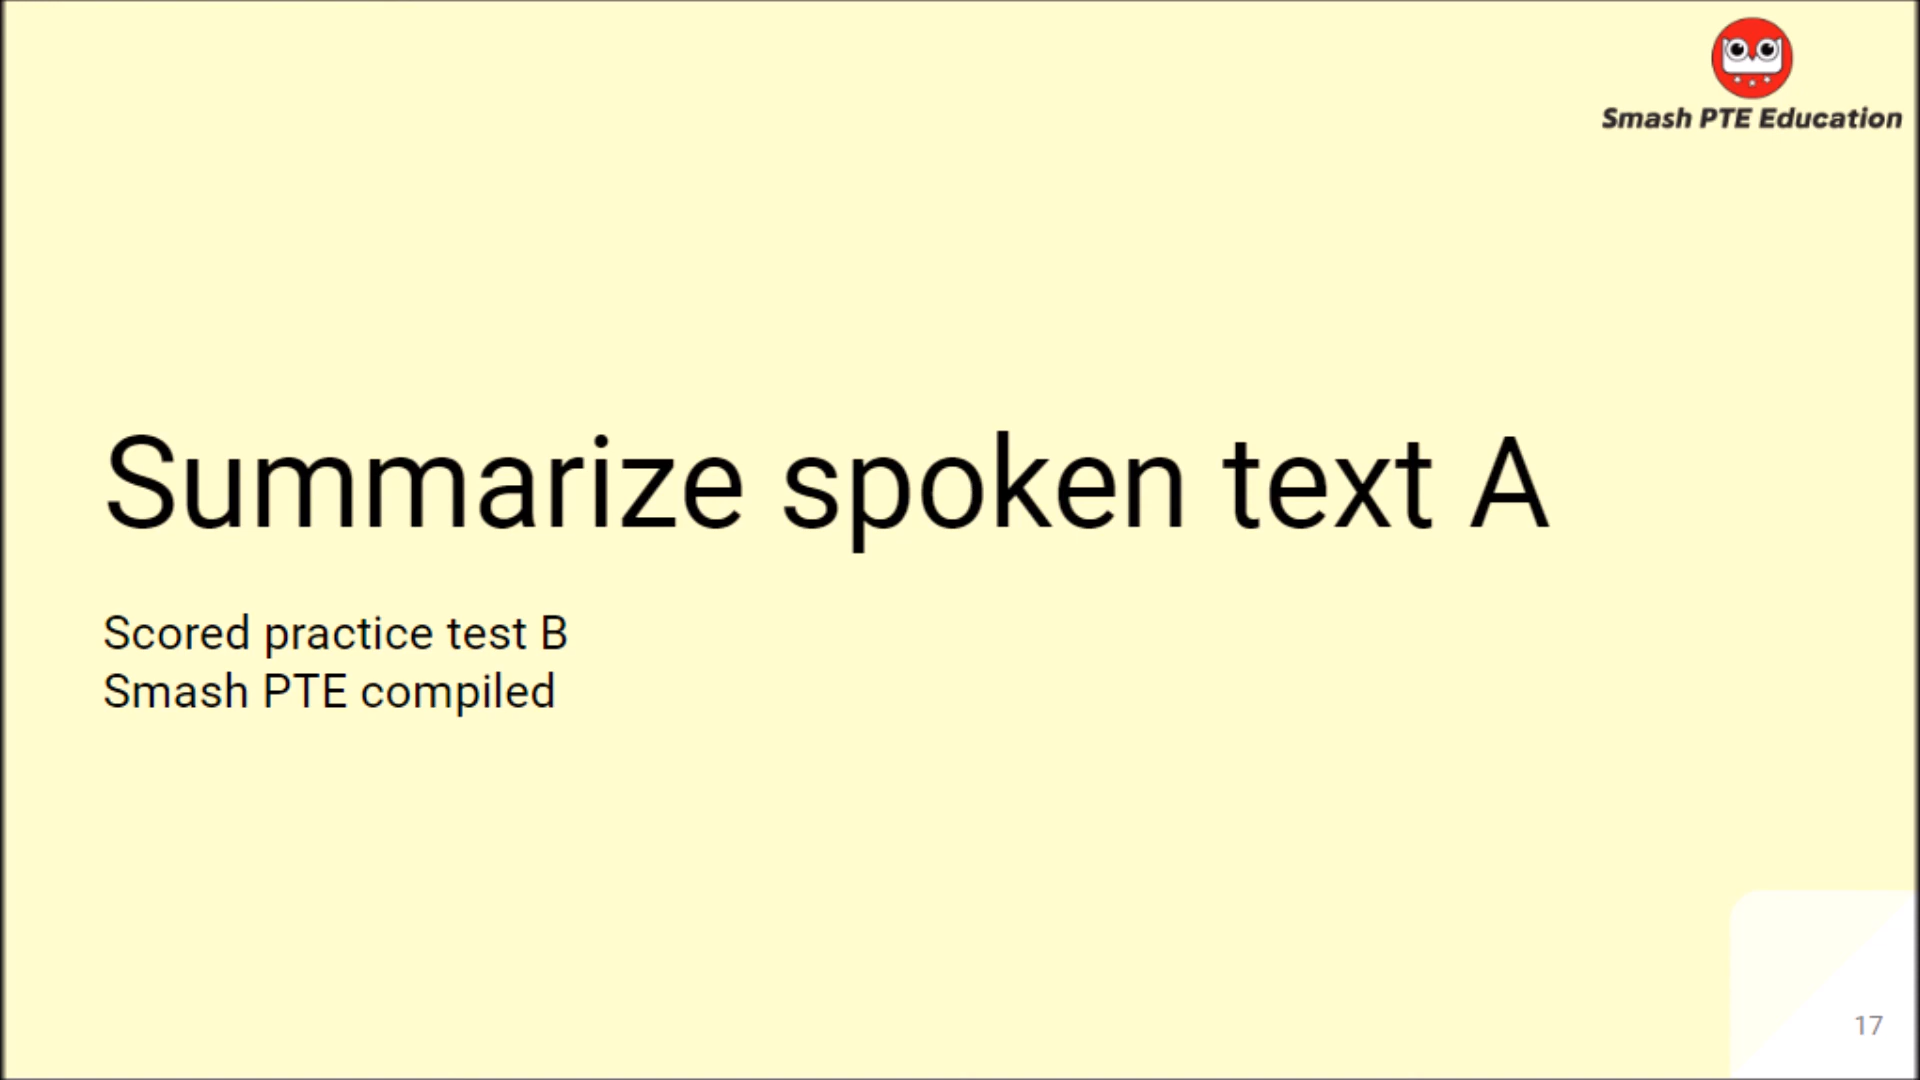 Smash PTE Education
Summarize spoken text A
Scored practice test B
Smash PTE compiled
17